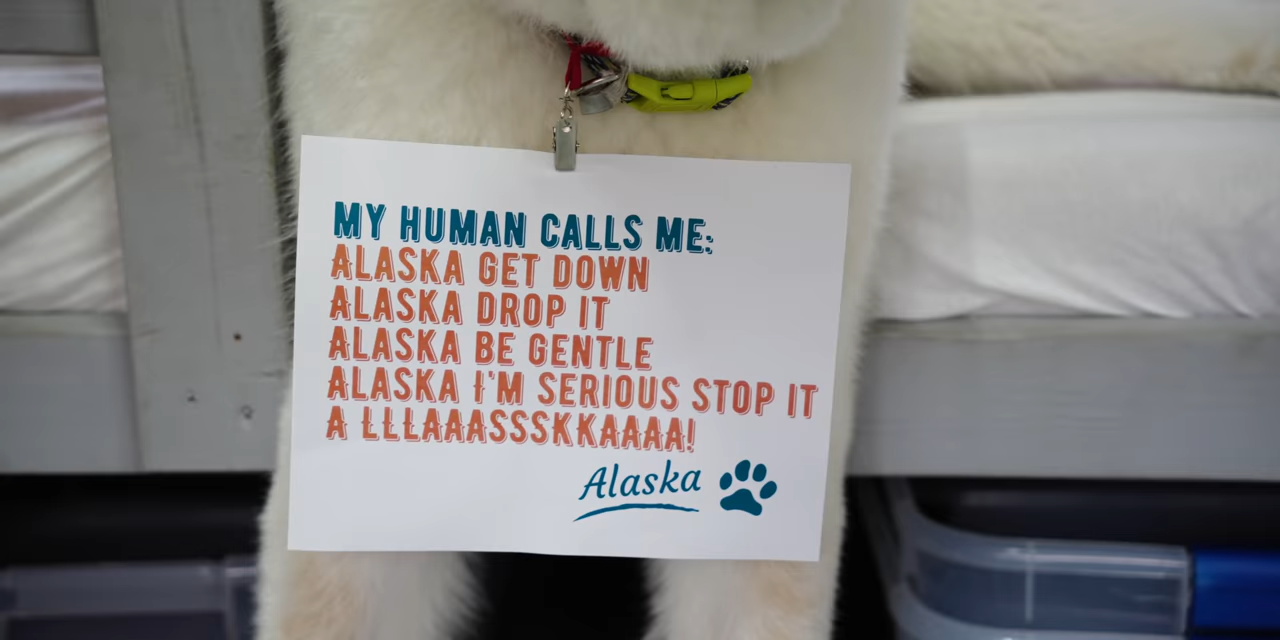 MY HUMAN CALLS ME:
ALASKA GET DOWN
ALASKA DROP IT
ALASKA BE GENTLE
ALASKA I'M SERIOUS STOP IT
A LLLAAASSSKKAAAA!
Alaska